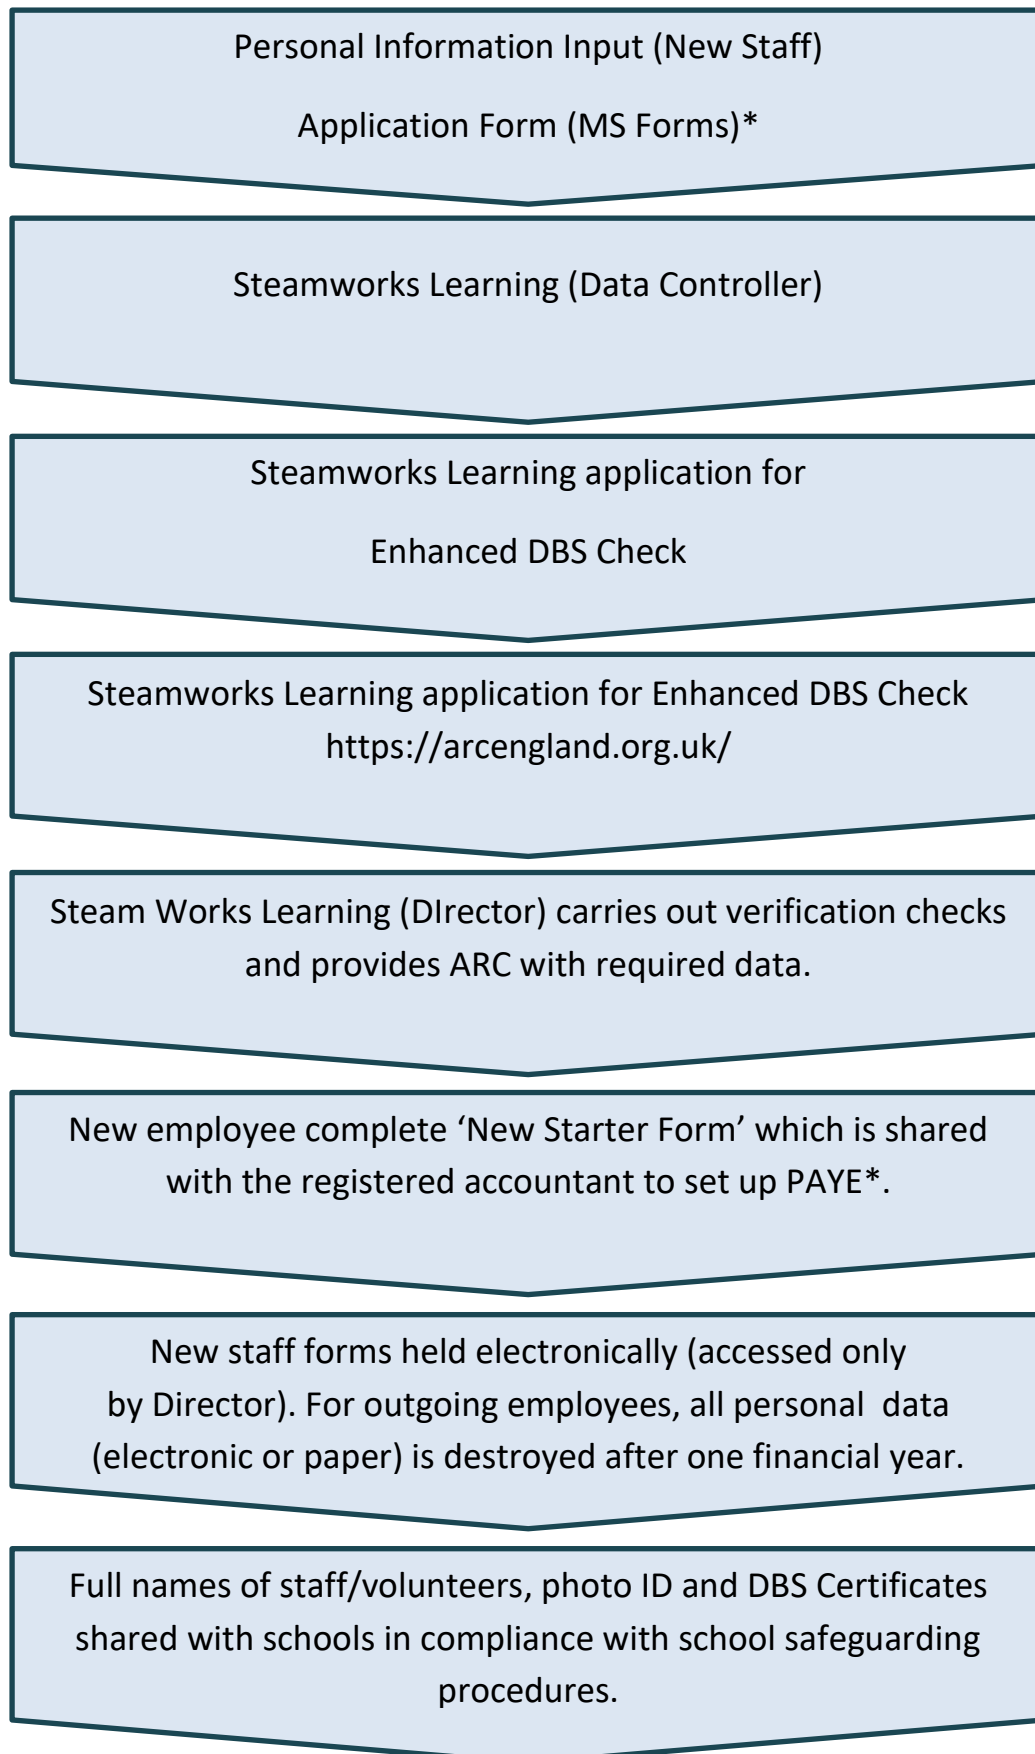 Personal Information Input (New Staff)
Application Form (MS Forms)*
Steamworks Learning (Data Controller)
Steamworks Learning application for
Enhanced DBS Check
Steamworks Learning application for Enhanced DBS Check
https://arcengland.org.uk/
Steam Works Learning (DIrector) carries out verification checks
and provides ARC with required data.
New employee complete ‘New Starter Form’ which is shared
with the registered accountant to set up PAYE*.
New staff forms held electronically (accessed only
by Director). For outgoing employees, all personal  data
(electronic or paper) is destroyed after one financial year.
Full names of staff/volunteers, photo ID and DBS Certificates
shared with schools in compliance with school safeguarding
procedures.